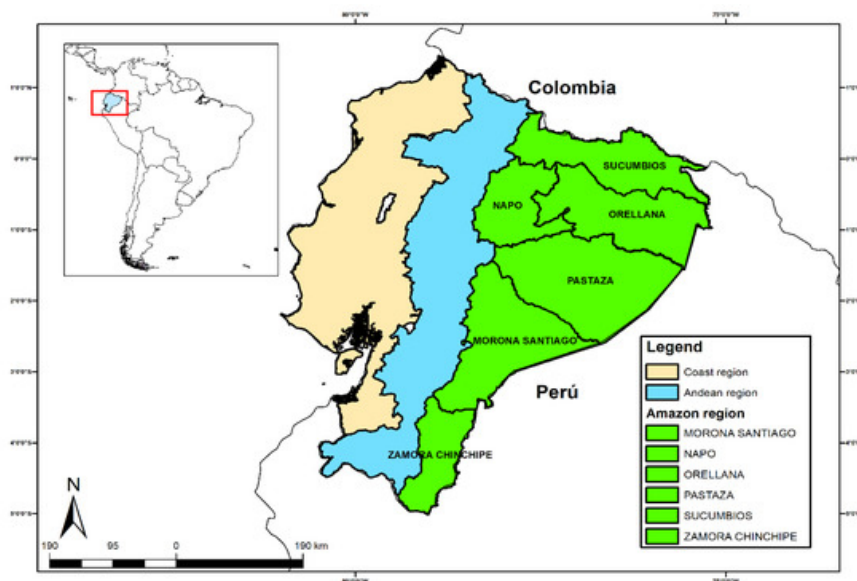 Colombia
SUCUMBIOS
NAPO
ORELLANA
PASTAZA
MORONA SANTIAGO
Perú
ZAMORA CHINCHIPE
Legend
Coast region
Andean region
Amazon region
MORONA SANTIAGO
NAPO
ORELLANA
PASTAZA
SUCUMBIOS
ZAMORA CHINCHIPE
N
190 95 0 190 km